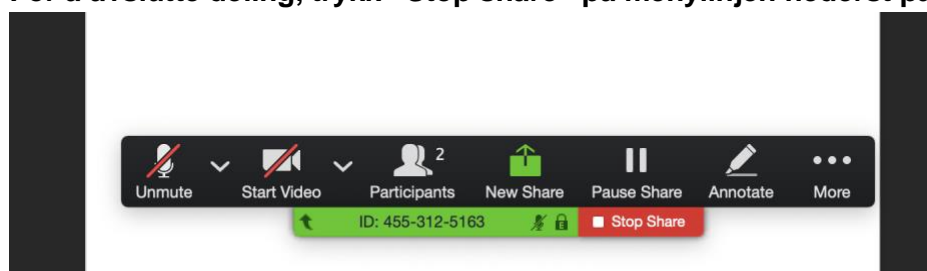 For å avslutte deling, trykk "Stop Share" på menylinjen nederst
2
Unmute Start Video Participants New Share Pause Share Annotate More
ID: 455-312-5163 Stop Share